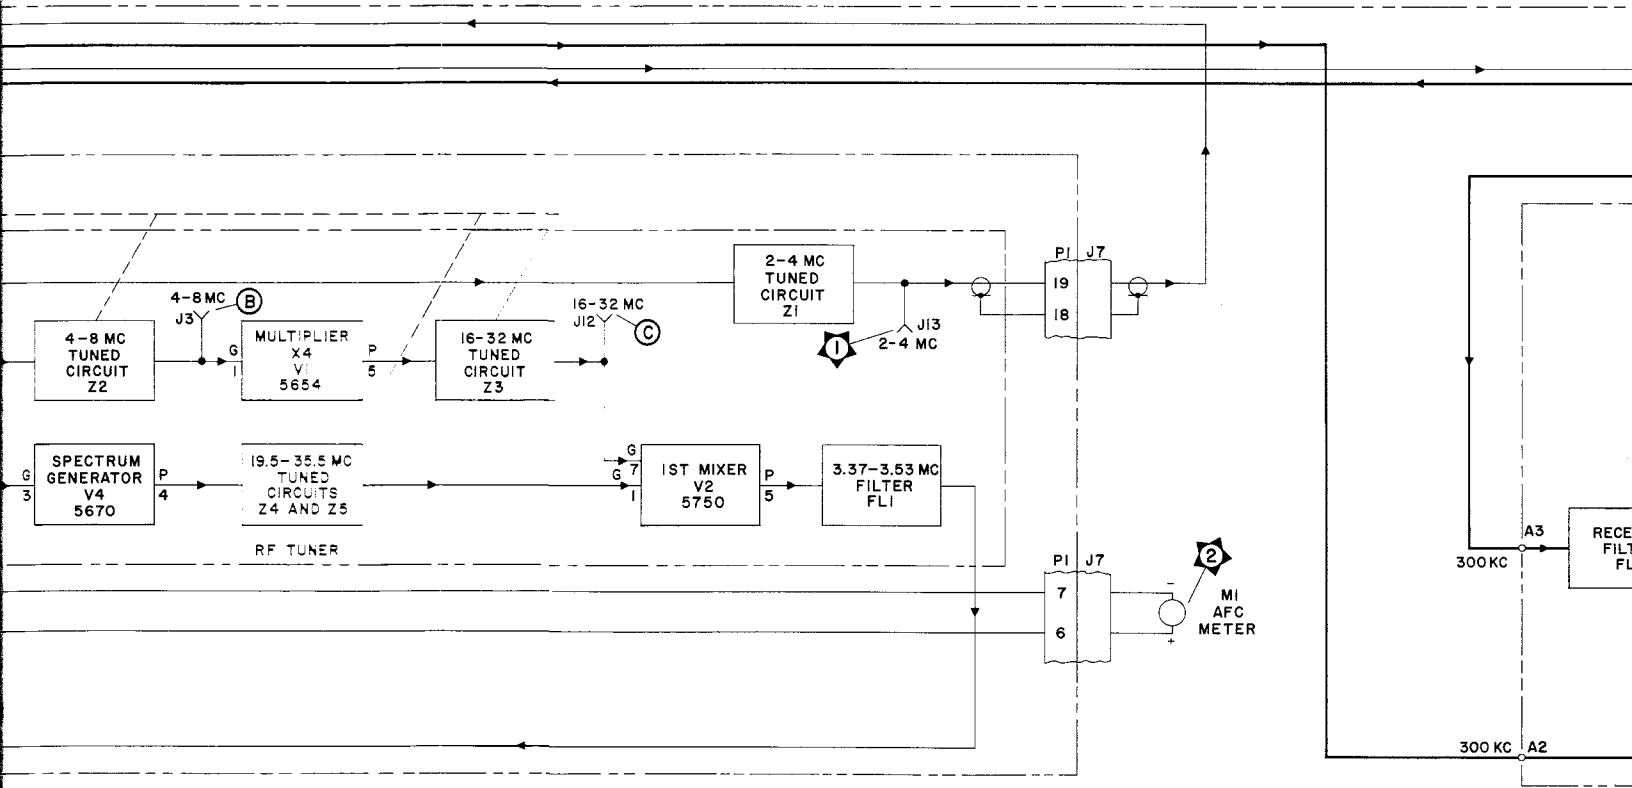 2-4 MC
TUNED
CIRCUIT
Z1
P1 J7
19
18
J13
2-4 MC
1
4-8 MC
B
J3
16-32 MC
J12
C
4-8 MC
TUNED
CIRCUIT
Z2
G
1
MULTIPLIER
X4
V1
5654
P
5
16-32 MC
TUNED
CIRCUIT
Z3
G
3
SPECTRUM
GENERATOR
V4
5670
P
4
19.5-35.5 MC
TUNED
CIRCUITS
Z4 AND Z5
G
7
G
1
1ST MIXER
V2
5750
P
5
3.37-3.53 MC
FILTER
FL1
RF TUNER
P1 J7
7
6
2
-
+
M1
AFC
METER
A3
300 KC
RECE
FILT
FL
300 KC
A2